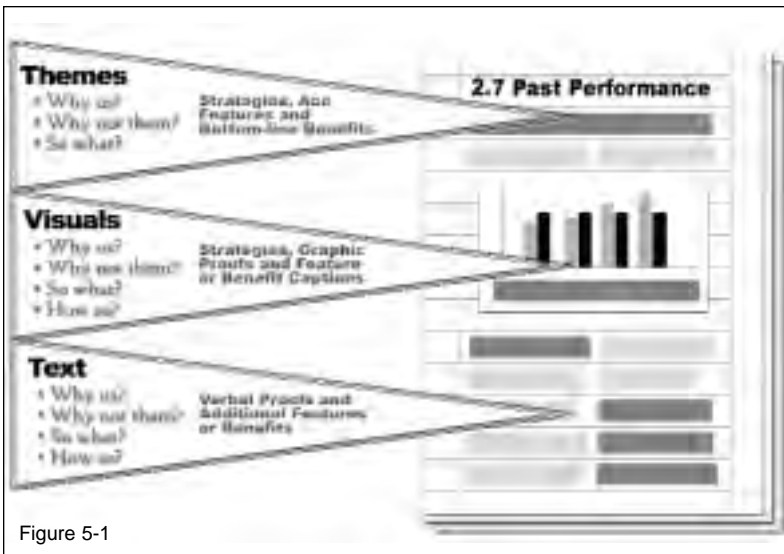 Themes
• Why us?
• Why not them?
• So what?
Strategies, Ace
Features and
Bottom-line Benefits
2.7 Past Performance
Visuals
• Why us?
• Why not them?
• So what?
• How so?
Strategies, Graphic
Proofs and Feature
or Benefit Captions
Text
• Why us?
• Why not them?
• So what?
• How so?
Verbal Proofs and
Additional Features
or Benefits
Figure 5-1